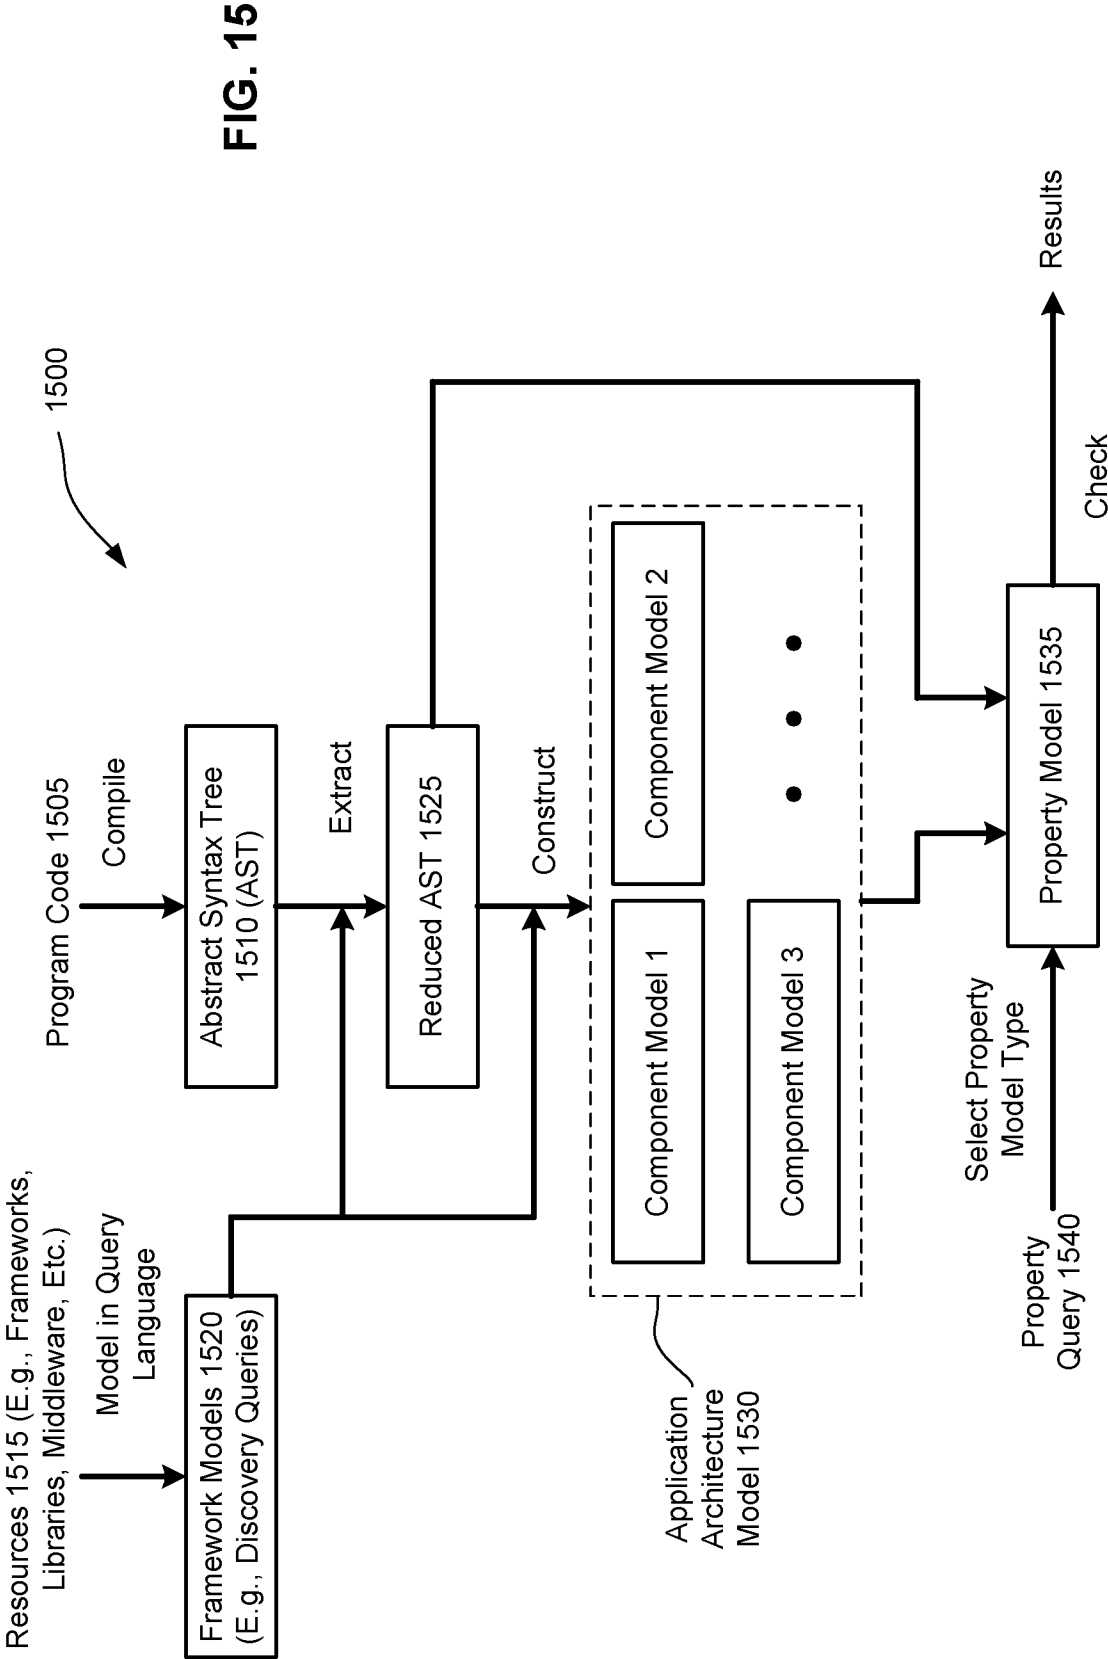 Resources 1515 (E.g., Frameworks,
Libraries, Middleware, Etc.)
Model in Query
Language
Framework Models 1520
(E.g., Discovery Queries)
Program Code 1505
Compile
Abstract Syntax Tree
1510 (AST)
Extract
Reduced AST 1525
Construct
1500
Application
Architecture
Model 1530
Component Model 1
Component Model 2
Component Model 3
Property
Query 1540
Select Property
Model Type
Property Model 1535
Check
Results
FIG. 15